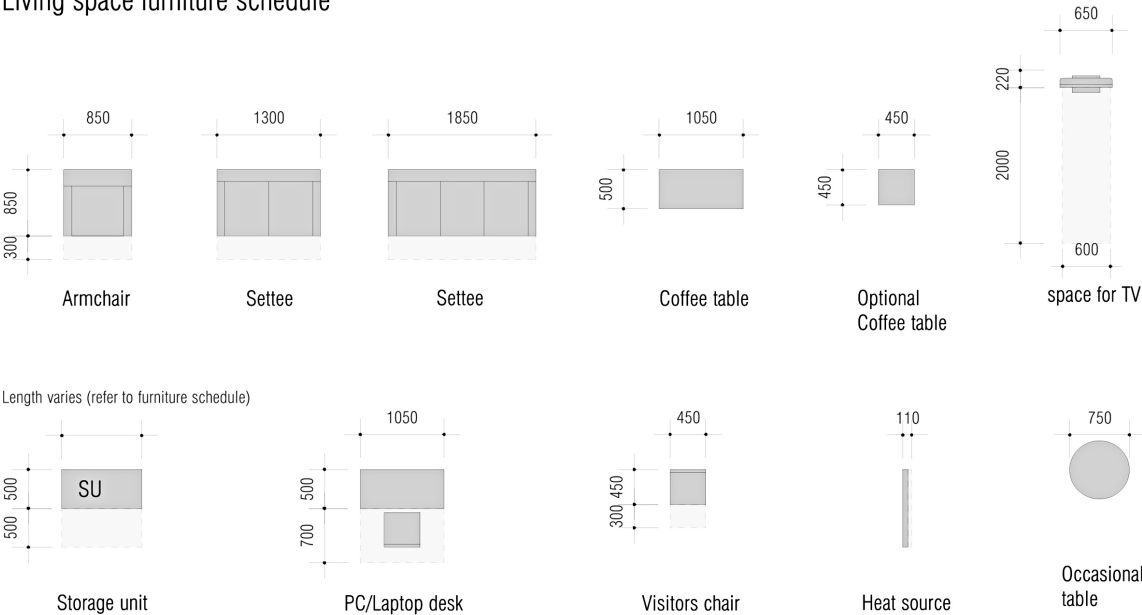 Living space furniture schedule
650
220
2000
600
space for TV
850
850
300
Armchair
1300
Settee
1850
Settee
1050
500
Coffee table
450
450
Optional
Coffee table
Length varies (refer to furniture schedule)
500
SU
500
Storage unit
1050
500
700
PC/Laptop desk
450
450
300
Visitors chair
110
Heat source
750
Occasional
table